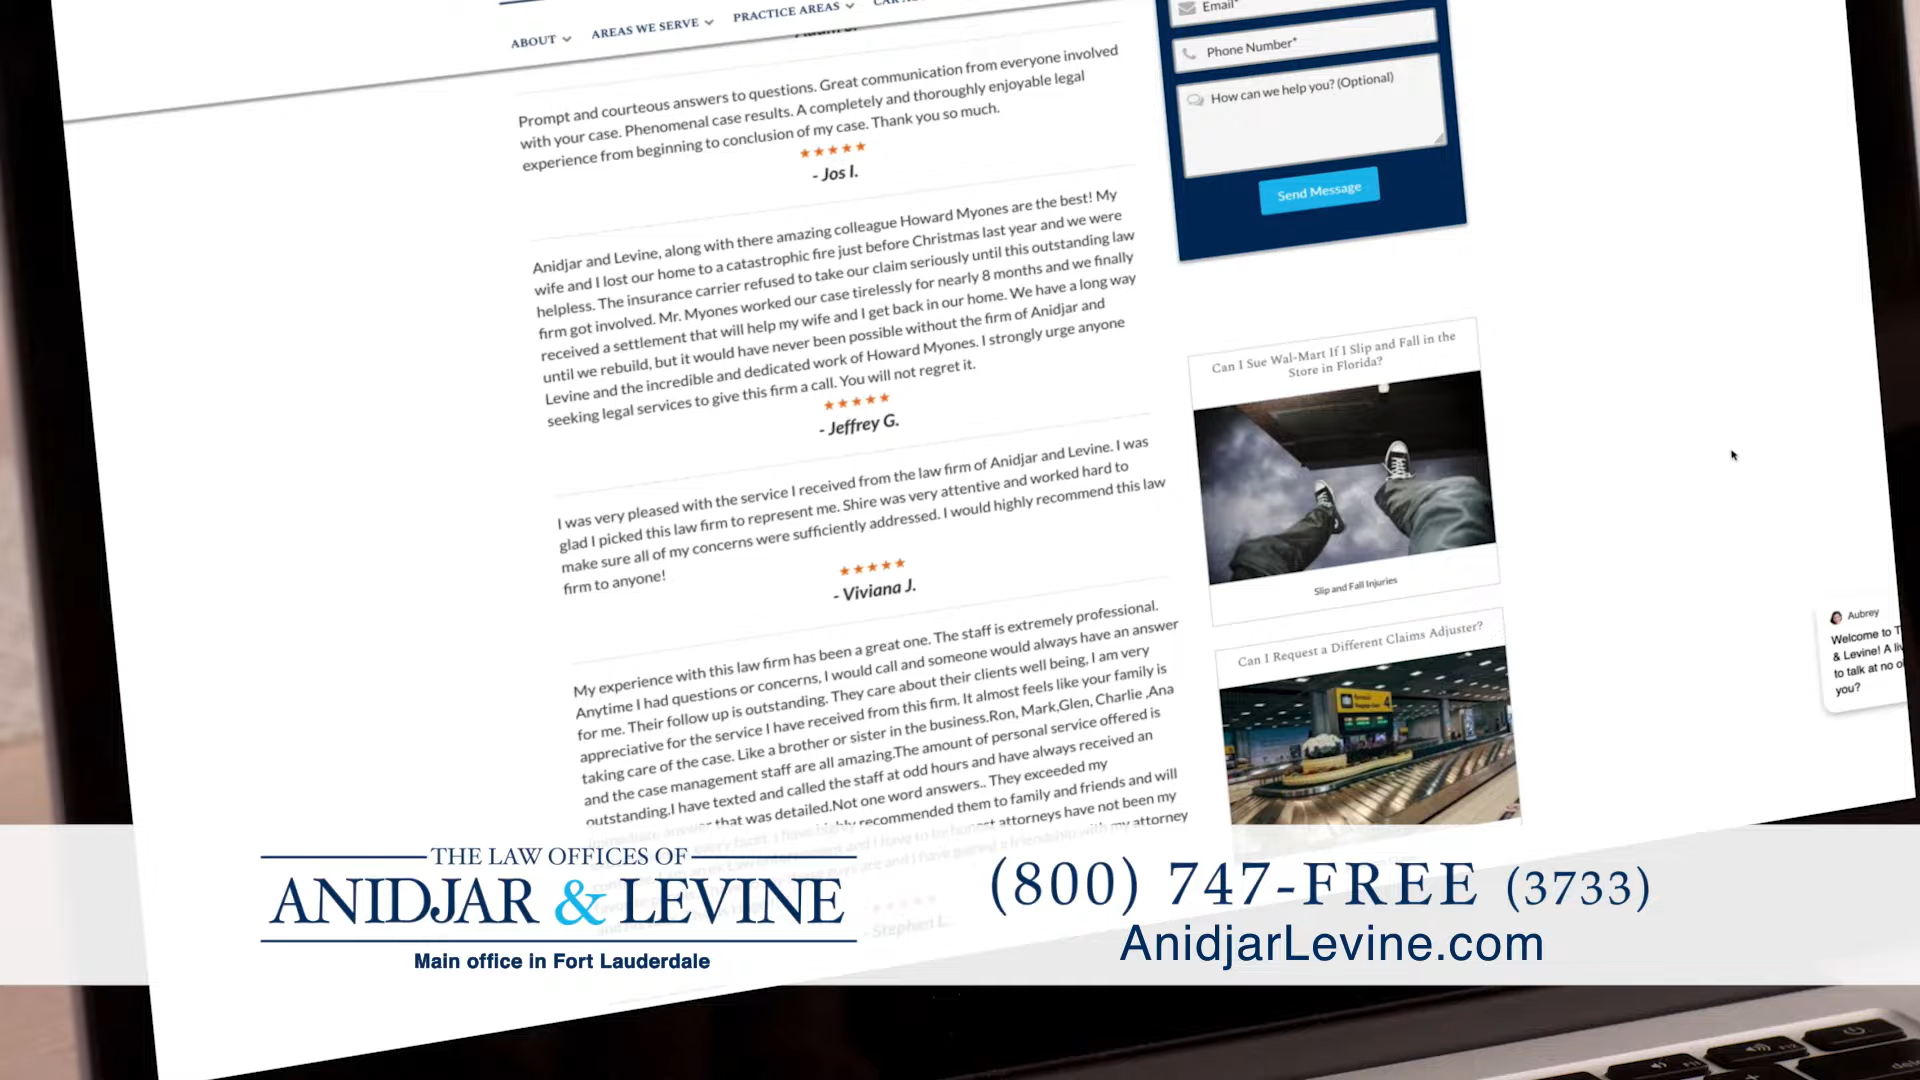 ABOUT
AREAS WE SERVE
PRACTICE AREAS
Prompt and courteous answers to questions. Great communication from everyone involved
with your case. Phenomenal case results. A completely and thoroughly enjoyable legal
experience from beginning to conclusion of my case. Thank you so much.
★★★★★
- Jos I.
Anidjar and Levine, along with there amazing colleague Howard Myones are the best! My
wife and I lost our home to a catastrophic fire just before Christmas last year and we were
helpless. The insurance carrier refused to take our claim seriously until this outstanding law
firm got involved. Mr. Myones worked our case tirelessly for nearly 8 months and we finally
received a settlement that will help my wife and I get back in our home. We have a long way
until we rebuild, but it would have never been possible without the firm of Anidjar and
Levine and the incredible and dedicated work of Howard Myones. I strongly urge anyone
seeking legal services to give this firm a call. You will not regret it.
★★★★★
- Jeffrey G.
I was very pleased with the service I received from the law firm of Anidjar and Levine. I was
glad I picked this law firm to represent me. Shire was very attentive and worked hard to
make sure all of my concerns were sufficiently addressed. I would highly recommend this law
firm to anyone!
★★★★★
- Viviana J.
My experience with this law firm has been a great one. The staff is extremely professional.
Anytime I had questions or concerns, I would call and someone would always have an answer
for me. Their follow up is outstanding. They care about their clients well being, I am very
appreciative for the service I have received from this firm. It almost feels like your family is
taking care of the case. Like a brother or sister in the business.Ron, Mark,Glen, Charlie ,Ana
and the case management staff are all amazing.The amount of personal service offered is
outstanding,I have texted and called the staff at odd hours and have always received an
that was detailed.Not one word answers.. They exceeded my
highly recommended them to family and friends and will
attorneys have not been my
with my attorney
- Stephen L.
Email*
Phone Number*
How can we help you? (Optional)
Send Message
Can I Sue Wal-Mart If I Slip and Fall in the
Store in Florida?
Slip and Fall Injuries
Can I Request a Different Claims Adjuster?
4
Aubrey
Welcome to T
& Levine! A li
to talk at no o
you?
THE LAW OFFICES OF
ANIDJAR & LEVINE
Main office in Fort Lauderdale
(800) 747-FREE (3733)
AnidjarLevine.com